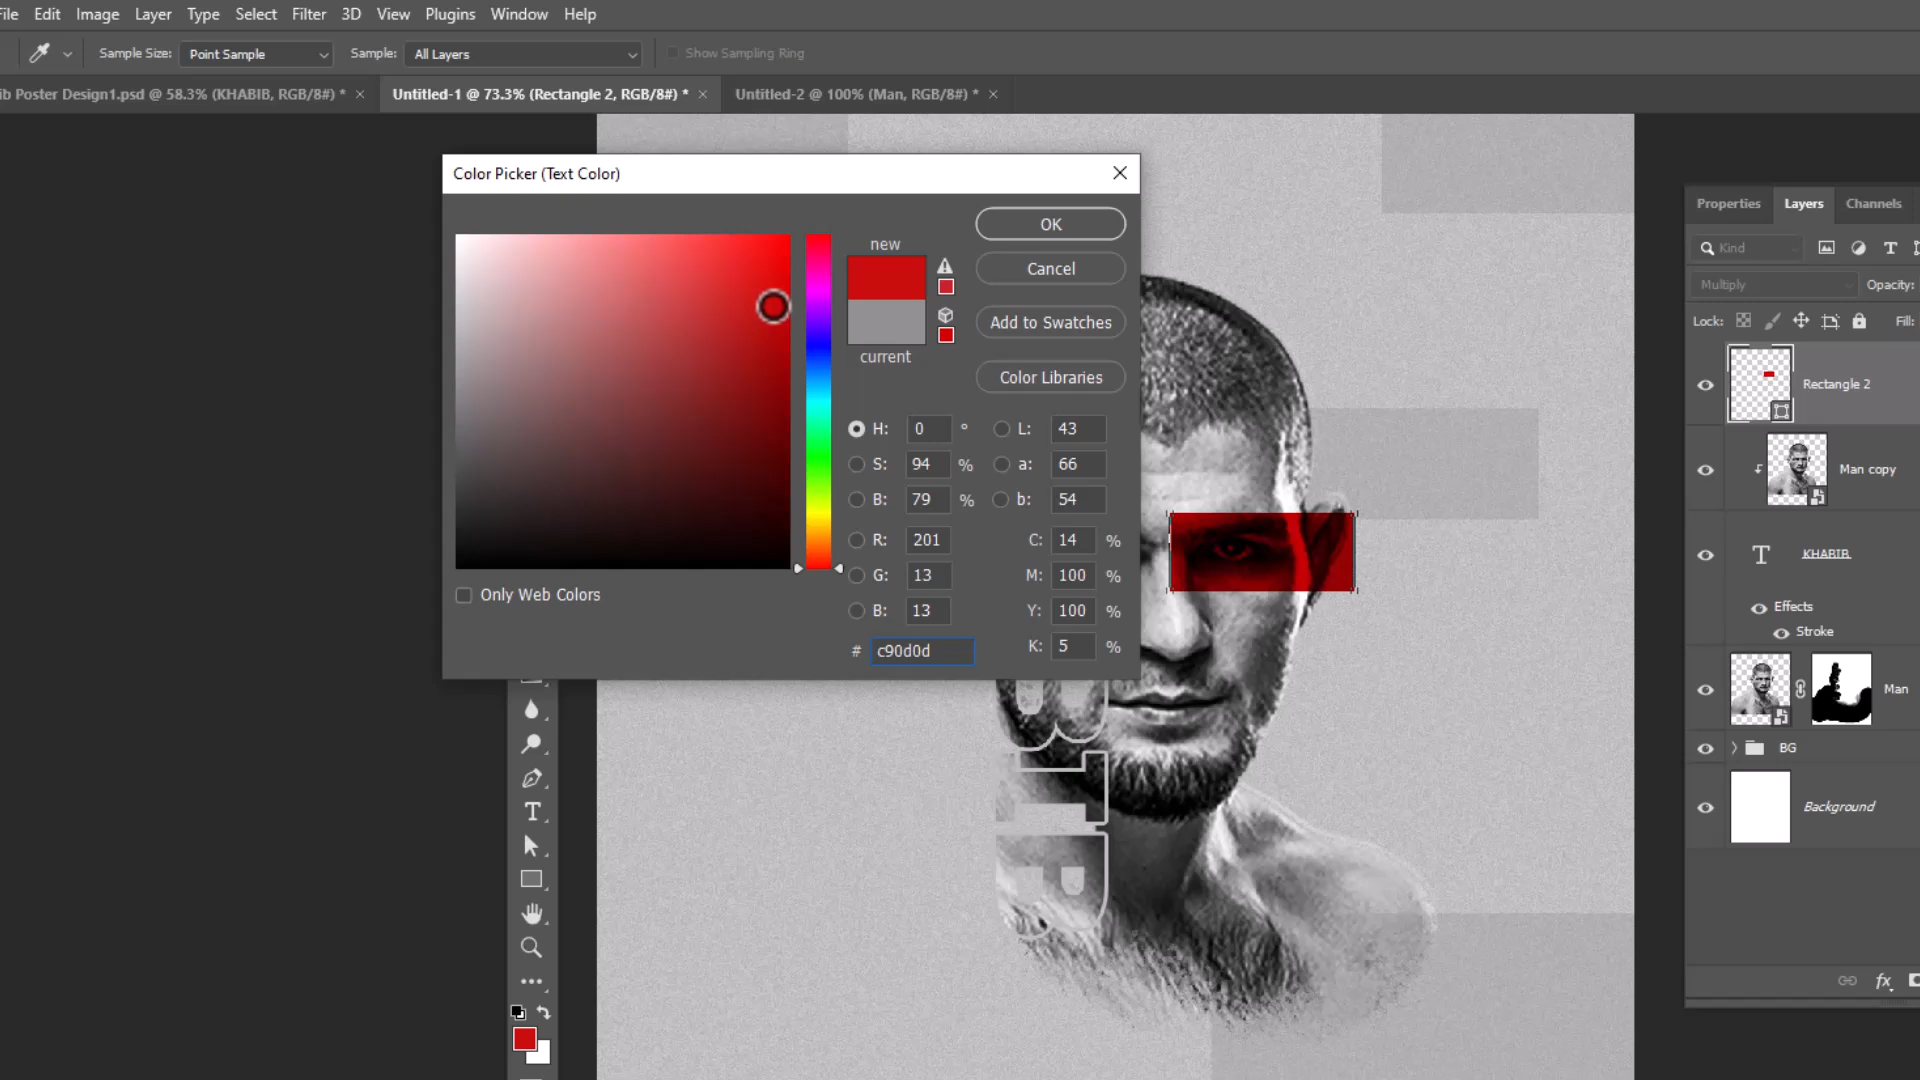 File Edit Image Layer Type Select Filter 3D View Plugins Window Help
Sample Size: Point Sample Sample: All Layers Show Sampling Ring
ib Poster Design1.psd @ 58.3% (KHABIB, RGB/8#) * × Untitled-1 @ 73.3% (Rectangle 2, RGB/8#) * × Untitled-2 @ 100% (Man, RGB/8#) * ×
Color Picker (Text Color)
new
current
OK
Cancel
Add to Swatches
Color Libraries
H: 0 ° L: 43
S: 94 % a: 66
B: 79 % b: 54
R: 201 C: 14 %
G: 13 M: 100 %
B: 13 Y: 100 %
# c90d0d K: 5 %
Only Web Colors
Properties Layers Channels
Kind
Multiply Opacity:
Lock: Fill:
Rectangle 2
Man copy
T KHABIB
Effects
Stroke
Man
BG
Background
fx
B
I
B